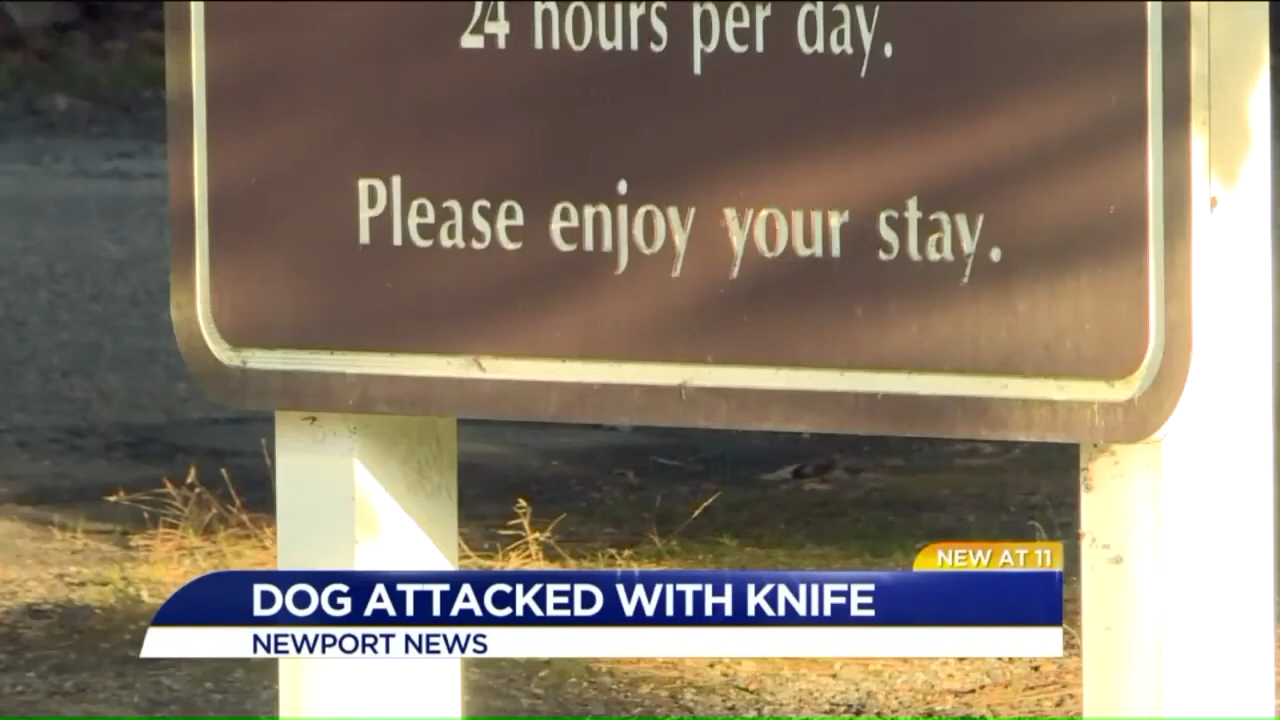 24 hours per day.
Please enjoy your stay.
NEW AT 11
DOG ATTACKED WITH KNIFE
NEWPORT NEWS